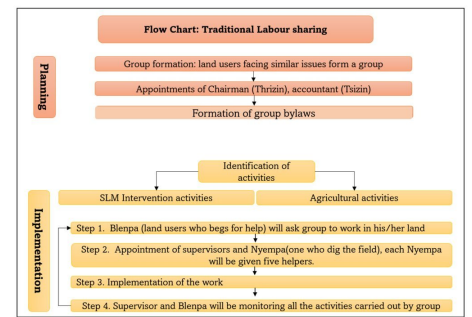 Flow Chart: Traditional Labour sharing
Planning
Group formation: land users facing similar issues form a group
Appointments of Chairman (Thrizin), accountant (Tsizin)
Formation of group bylaws
Implementation
Identification of
activities
SLM Intervention activities
Agricultural activities
Step 1. Blenpa (land users who begs for help) will ask group to work in his/her land
Step 2. Appointment of supervisors and Nyempa(one who dig the field), each Nyempa
will be given five helpers.
Step 3. Implementation of the work
Step 4. Supervisor and Blenpa will be monitoring all the activities carried out by group